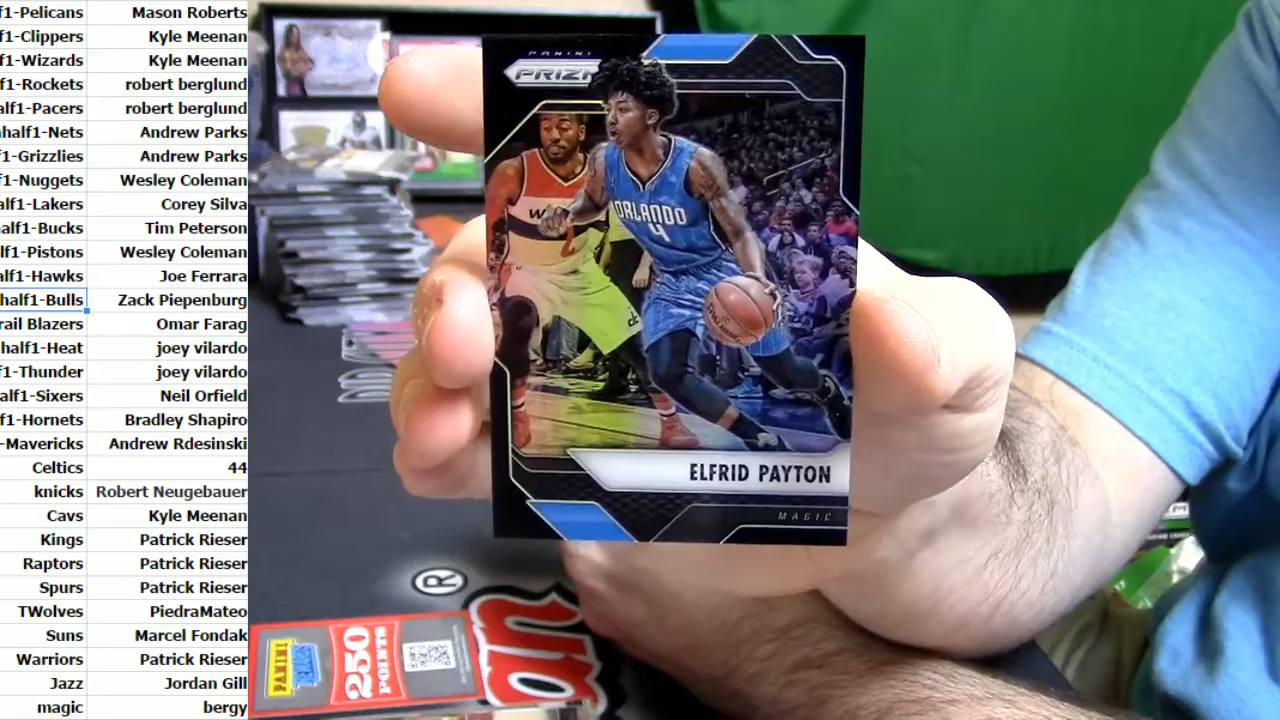 f1-Pelicans Mason Roberts
f1-Clippers Kyle Meenan
f1-Wizards Kyle Meenan
f1-Rockets robert berglund
alf1-Pacers robert berglund
half1-Nets Andrew Parks
f1-Grizzlies Andrew Parks
f1-Nuggets Wesley Coleman
lf1-Lakers Corey Silva
lf1-Bucks Tim Peterson
lf1-Pistons Wesley Coleman
alf1-Hawks Joe Ferrara
half1-Bulls Zack Piepenburg
rail Blazers Omar Farag
half1-Heat joey vilardo
f1-Thunder joey vilardo
alf1-Sixers Neil Orfield
f1-Hornets Bradley Shapiro
-Mavericks Andrew Rdesinski
Celtics 44
knicks Robert Neugebauer
Cavs Kyle Meenan
Kings Patrick Rieser
Raptors Patrick Rieser
Spurs Patrick Rieser
TWolves PiedraMateo
Suns Marcel Fondak
Warriors Patrick Rieser
Jazz Jordan Gill
magic bergy
PANINI
PRIZM
ORLANDO
4
ELFRID PAYTON
MAGIC
®
PANINI
250
POINTS